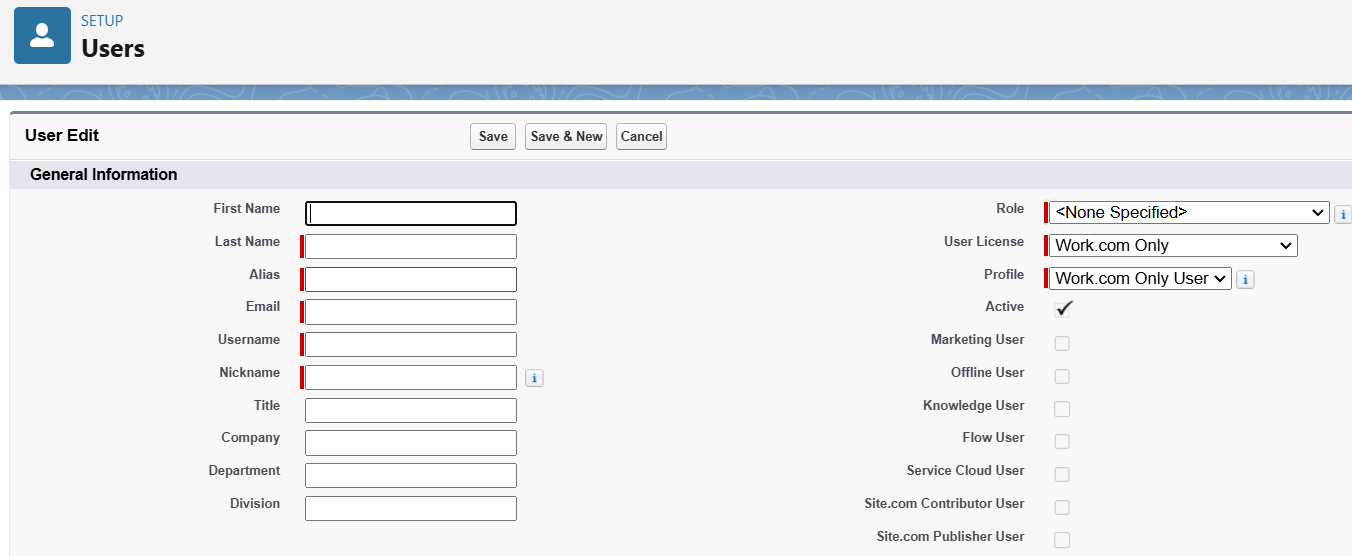 SETUP
Users
User Edit
Save
Save & New
Cancel
General Information
First Name
Last Name
Alias
Email
Username
Nickname
i
Title
Company
Department
Division
Role
<None Specified>
i
User License
Work.com Only
Profile
Work.com Only User
i
Active
Marketing User
Offline User
Knowledge User
Flow User
Service Cloud User
Site.com Contributor User
Site.com Publisher User